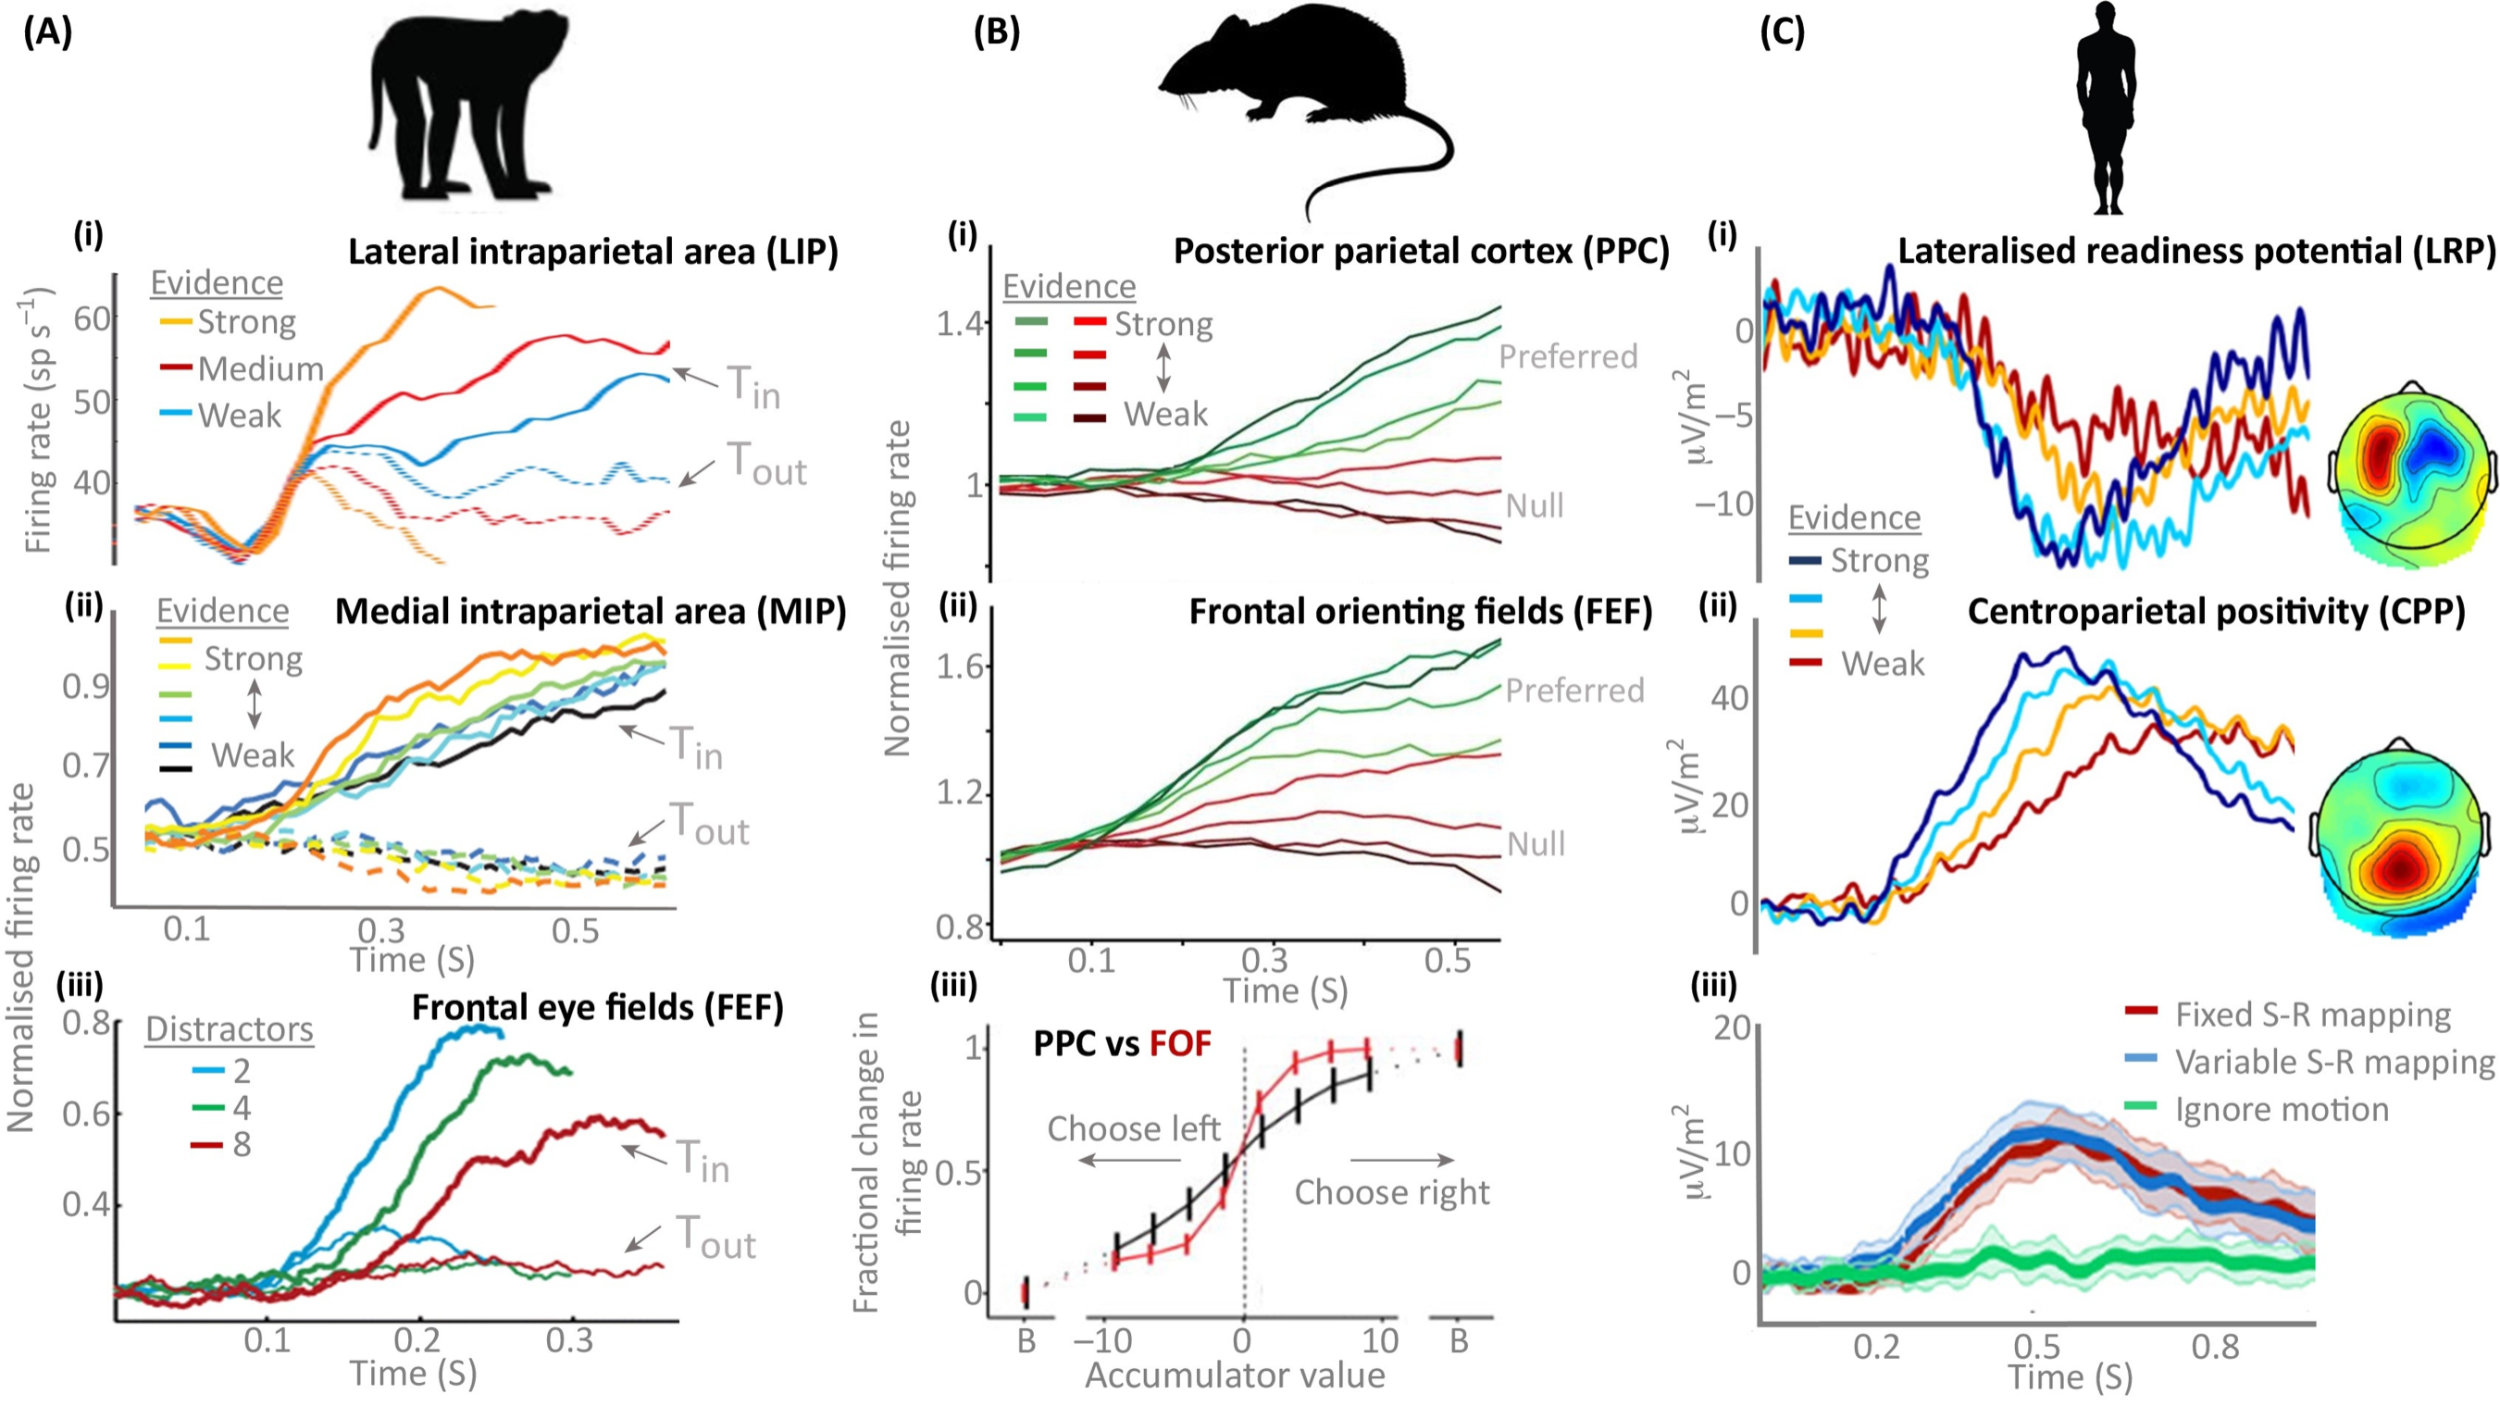 (A)
(i)
Lateral intraparietal area (LIP)
Firing rate (sp s⁻¹)
60
50
40
Evidence
Strong
Medium
Weak
Tin
Tout
(ii)
Medial intraparietal area (MIP)
Evidence
Strong
Weak
Normalised firing rate
0.9
0.7
0.5
Tin
Tout
0.1
0.3
0.5
Time (S)
(iii)
Frontal eye fields (FEF)
Distractors
2
4
8
0.8
0.6
0.4
Tin
Tout
0.1
0.2
0.3
Time (S)
(B)
(i)
Posterior parietal cortex (PPC)
Evidence
Strong
Weak
Normalised firing rate
1.4
1
Preferred
Null
(ii)
Frontal orienting fields (FEF)
1.6
1.2
0.8
Preferred
Null
0.1
0.3
0.5
Time (S)
(iii)
PPC vs FOF
Fractional change in
firing rate
1
0.5
0
Choose left
Choose right
B
–10
0
10
B
Accumulator value
(C)
(i)
Lateralised readiness potential (LRP)
µV/m²
0
–5
–10
Evidence
Strong
Weak
(ii)
Centroparietal positivity (CPP)
µV/m²
40
20
0
(iii)
Fixed S-R mapping
Variable S-R mapping
Ignore motion
µV/m²
20
10
0
0.2
0.5
0.8
Time (S)